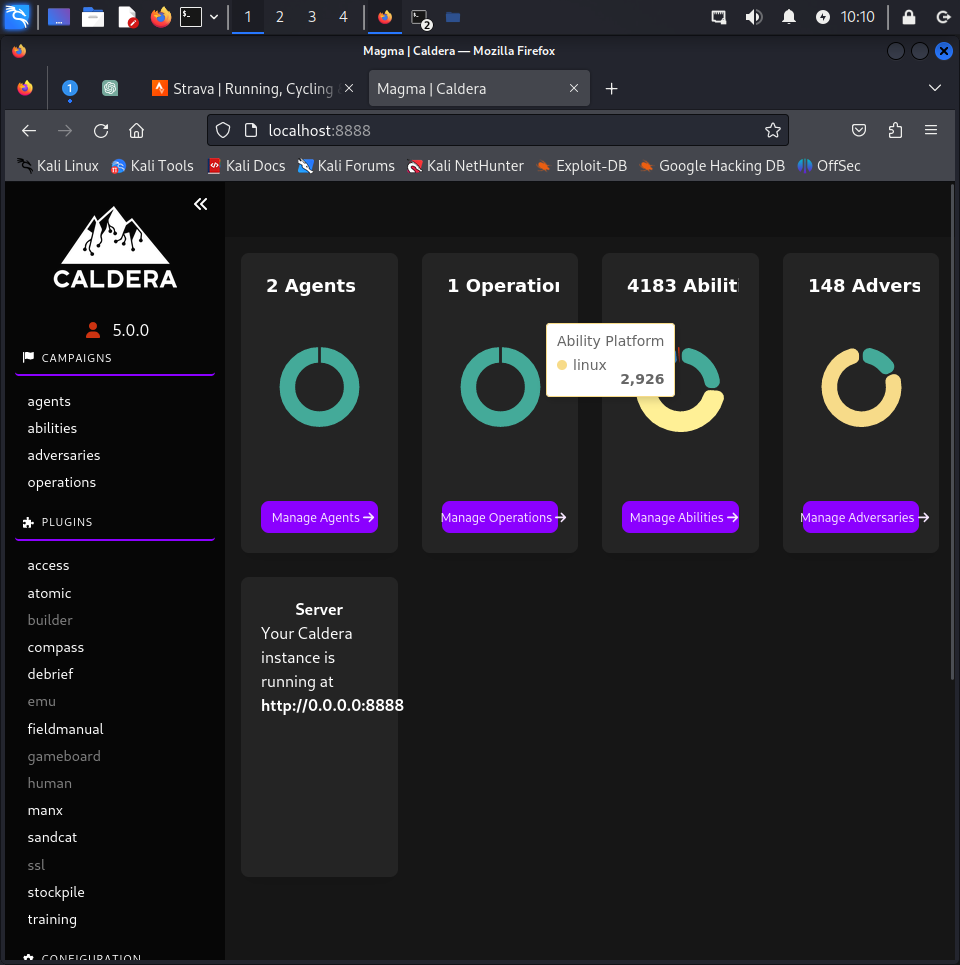 1 2 3 4
2
10:10
Magma | Caldera — Mozilla Firefox
1
Strava | Running, Cycling
Magma | Caldera
localhost:8888
Kali Linux Kali Tools Kali Docs Kali Forums Kali NetHunter Exploit-DB Google Hacking DB OffSec
CALDERA
5.0.0
CAMPAIGNS
agents
abilities
adversaries
operations
PLUGINS
access
atomic
builder
compass
debrief
emu
fieldmanual
gameboard
human
manx
sandcat
ssl
stockpile
training
CONFIGURATION
2 Agents
Manage Agents
1 Operation
Manage Operations
4183 Abiliti
Ability Platform
linux
2,926
Manage Abilities
148 Advers
Manage Adversaries
Server
Your Caldera
instance is
running at
http://0.0.0.0:8888